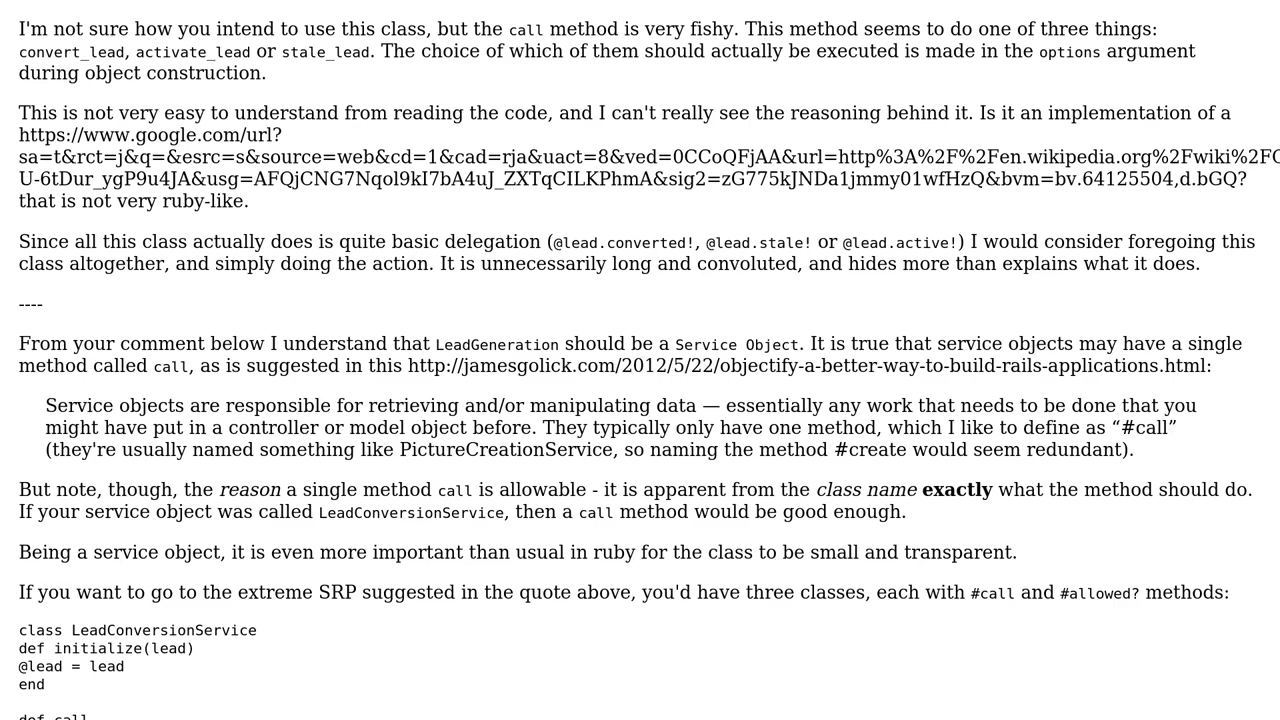 I'm not sure how you intend to use this class, but the call method is very fishy. This method seems to do one of three things:
convert_lead, activate_lead or stale_lead. The choice of which of them should actually be executed is made in the options argument
during object construction.
This is not very easy to understand from reading the code, and I can't really see the reasoning behind it. Is it an implementation of a
https://www.google.com/url?
sa=t&rct=j&q=&esrc=s&source=web&cd=1&cad=rja&uact=8&ved=0CCoQFjAA&url=http%3A%2F%2Fen.wikipedia.org%2Fwiki%2F
U-6tDur_ygP9u4JA&usg=AFQjCNG7Nqol9kI7bA4uJ_ZXTqCILKPhmA&sig2=zG775kJNDa1jmmy01wfHzQ&bvm=bv.64125504,d.bGQ?
that is not very ruby-like.
Since all this class actually does is quite basic delegation (@lead.converted!, @lead.stale! or @lead.active!) I would consider foregoing this
class altogether, and simply doing the action. It is unnecessarily long and convoluted, and hides more than explains what it does.
----
From your comment below I understand that LeadGeneration should be a Service Object. It is true that service objects may have a single
method called call, as is suggested in this http://jamesgolick.com/2012/5/22/objectify-a-better-way-to-build-rails-applications.html:
Service objects are responsible for retrieving and/or manipulating data — essentially any work that needs to be done that you
might have put in a controller or model object before. They typically only have one method, which I like to define as “#call”
(they're usually named something like PictureCreationService, so naming the method #create would seem redundant).
But note, though, the reason a single method call is allowable - it is apparent from the class name exactly what the method should do.
If your service object was called LeadConversionService, then a call method would be good enough.
Being a service object, it is even more important than usual in ruby for the class to be small and transparent.
If you want to go to the extreme SRP suggested in the quote above, you'd have three classes, each with #call and #allowed? methods:
class LeadConversionService
def initialize(lead)
@lead = lead
end
def call